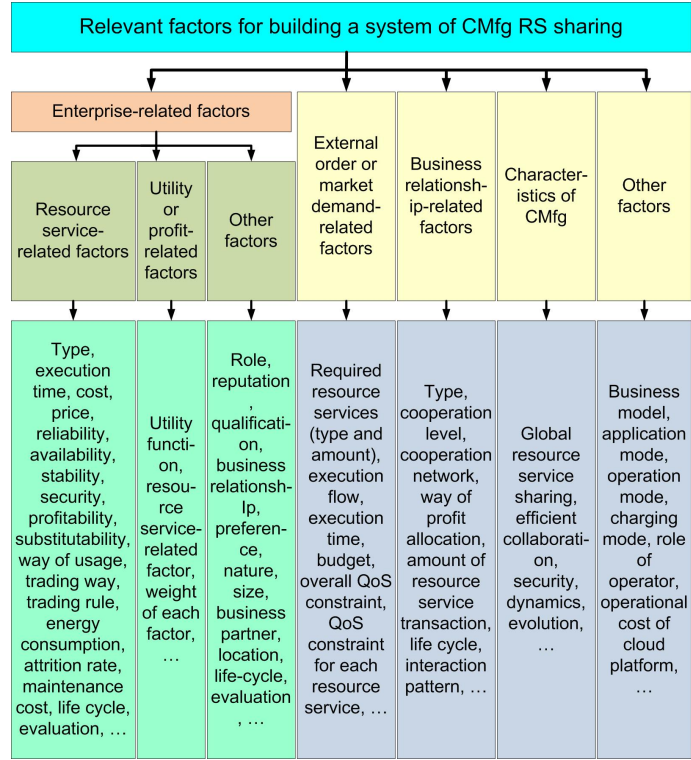 Relevant factors for building a system of CMfg RS sharing
Enterprise-related factors
Resource
service-
related factors
Utility
or
profit-
related
factors
Other
factors
External
order or
market
demand-
related
factors
Business
relationsh-
ip-related
factors
Character-
istics of
CMfg
Other
factors
Type,
execution
time, cost,
price,
reliability,
availability,
stability,
security,
profitability,
substitutability,
way of usage,
trading way,
trading rule,
energy
consumption,
attrition rate,
maintenance
cost, life cycle,
evaluation, …
Utility
functi-
on,
resou-
rce
service-
related
factor,
weight
of each
factor,
…
Role,
reputation
,
qualificati-
on,
business
relationsh-
Ip,
preferen-
ce,
nature,
size,
business
partner,
location,
life-cycle,
evaluation
, …
Required
resource
services
(type and
amount),
execution
flow,
execution
time,
budget,
overall QoS
constraint,
QoS
constraint
for each
resource
service, …
Type,
cooperation
level,
cooperation
network,
way of
profit
allocation,
amount of
resource
service
transaction,
life cycle,
interaction
pattern, …
Global
resource
service
sharing,
efficient
collaborati-
on,
security,
dynamics,
evolution,
…
Business
model,
application
mode,
operation
mode,
charging
mode, role
of
operator,
operational
cost of
cloud
platform,
…